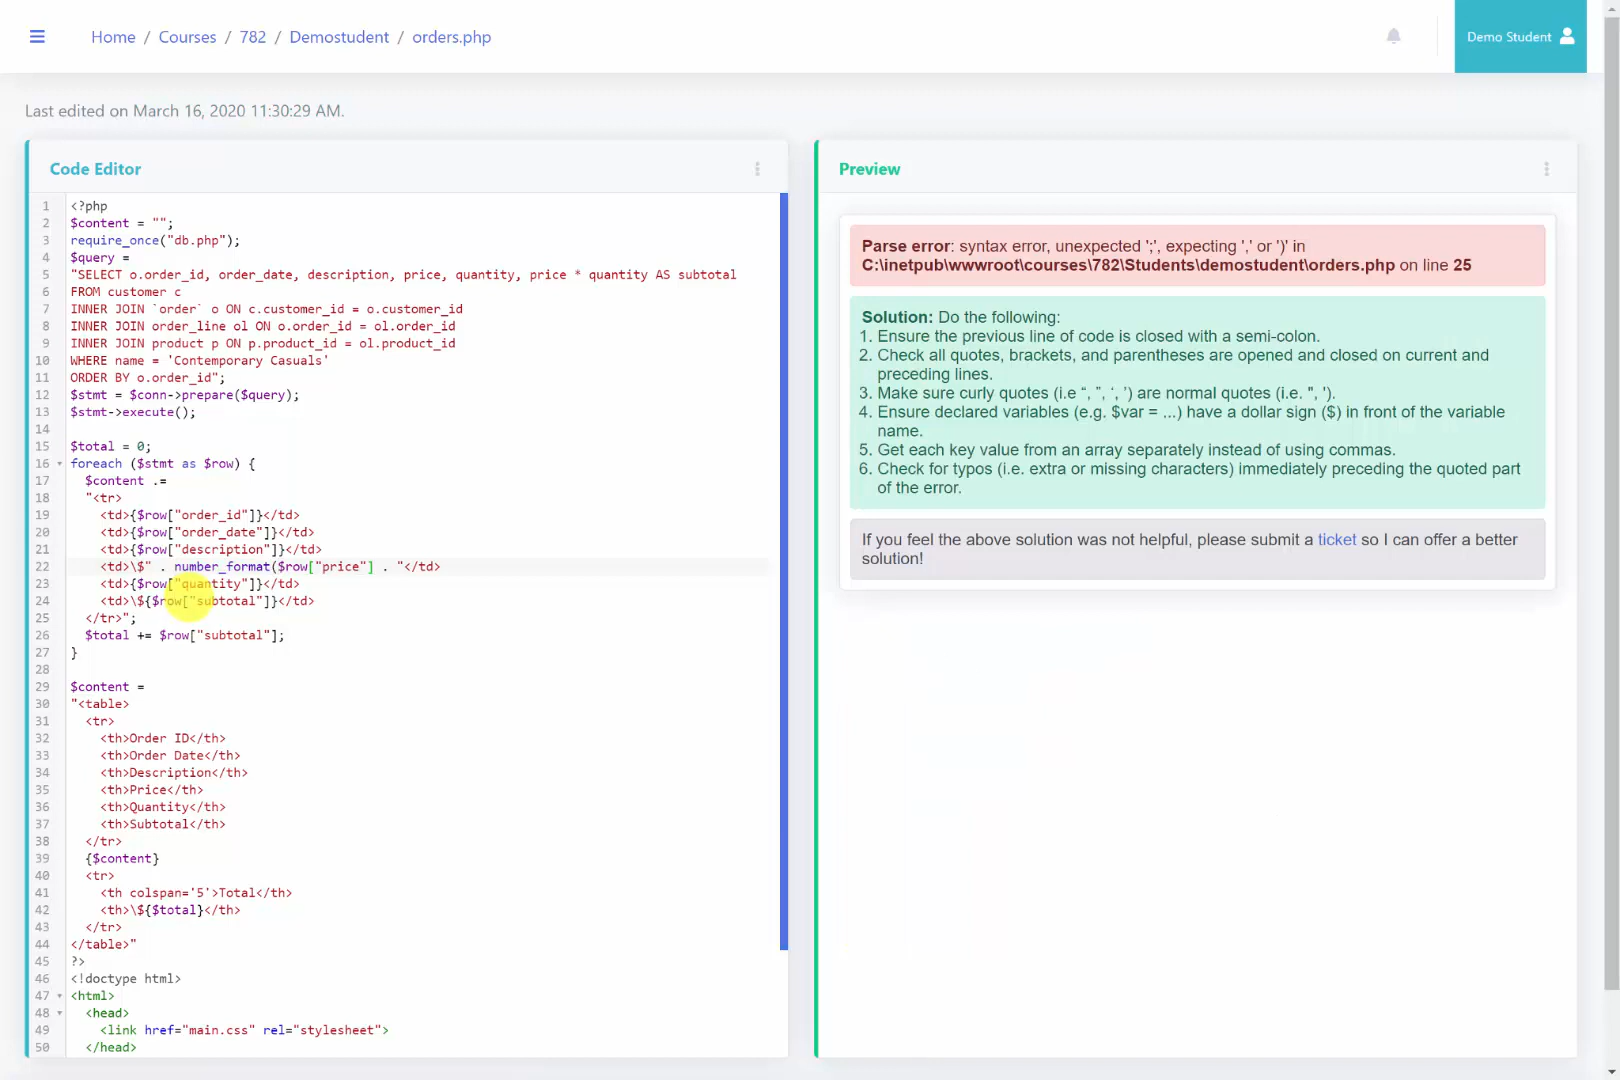 Home / Courses / 782 / Demostudent / orders.php
Demo Student
Last edited on March 16, 2020 11:30:29 AM.
Code Editor
1 <?php
2 $content = "";
3 require_once("db.php");
4 $query =
5 "SELECT o.order_id, order_date, description, price, quantity, price * quantity AS subtotal
6 FROM customer c
7 INNER JOIN `order` o ON c.customer_id = o.customer_id
8 INNER JOIN order_line ol ON o.order_id = ol.order_id
9 INNER JOIN product p ON p.product_id = ol.product_id
10 WHERE name = 'Contemporary Casuals'
11 ORDER BY o.order_id";
12 $stmt = $conn->prepare($query);
13 $stmt->execute();
14
15 $total = 0;
16 foreach ($stmt as $row) {
17 $content .=
18 "<tr>
19 <td>{$row["order_id"]}</td>
20 <td>{$row["order_date"]}</td>
21 <td>{$row["description"]}</td>
22 <td>\$" . number_format($row["price"] . "</td>
23 <td>{$row["quantity"]}</td>
24 <td>\${$row["subtotal"]}</td>
25 </tr>";
26 $total += $row["subtotal"];
27 }
28
29 $content =
30 "<table>
31 <tr>
32 <th>Order ID</th>
33 <th>Order Date</th>
34 <th>Description</th>
35 <th>Price</th>
36 <th>Quantity</th>
37 <th>Subtotal</th>
38 </tr>
39 {$content}
40 <tr>
41 <th colspan='5'>Total</th>
42 <th>\${$total}</th>
43 </tr>
44 </table>"
45 ?>
46 <!doctype html>
47 <html>
48 <head>
49 <link href="main.css" rel="stylesheet">
50 </head>
Preview
Parse error: syntax error, unexpected ';', expecting ',' or ')' in
C:\inetpub\wwwroot\courses\782\Students\demostudent\orders.php on line 25
Solution: Do the following:
1. Ensure the previous line of code is closed with a semi-colon.
2. Check all quotes, brackets, and parentheses are opened and closed on current and
preceding lines.
3. Make sure curly quotes (i.e “, ”, ‘, ’) are normal quotes (i.e. ", ').
4. Ensure declared variables (e.g. $var = ...) have a dollar sign ($) in front of the variable
name.
5. Get each key value from an array separately instead of using commas.
6. Check for typos (i.e. extra or missing characters) immediately preceding the quoted part
of the error.
If you feel the above solution was not helpful, please submit a ticket so I can offer a better
solution!